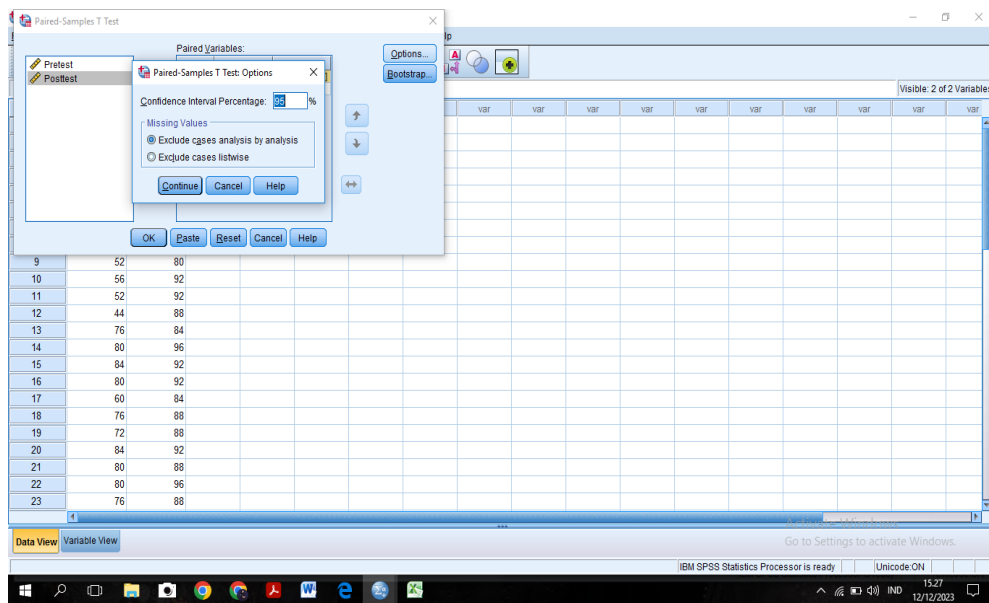 Paired-Samples T Test
lp
Paired Variables:
Options...
Bootstrap...
Pretest
Posttest
Paired-Samples T Test: Options
Confidence Interval Percentage: 95 %
Missing Values
Exclude cases analysis by analysis
Exclude cases listwise
Continue Cancel Help
OK Paste Reset Cancel Help
Visible: 2 of 2 Variables
var var var var var var var var var var
9 52 80
10 56 92
11 52 92
12 44 88
13 76 84
14 80 96
15 84 92
16 80 92
17 60 84
18 76 88
19 72 88
20 84 92
21 80 88
22 80 96
23 76 88
Data View Variable View
Go to Settings to activate Windows.
IBM SPSS Statistics Processor is ready Unicode:ON
IND 15.27
12/12/2023